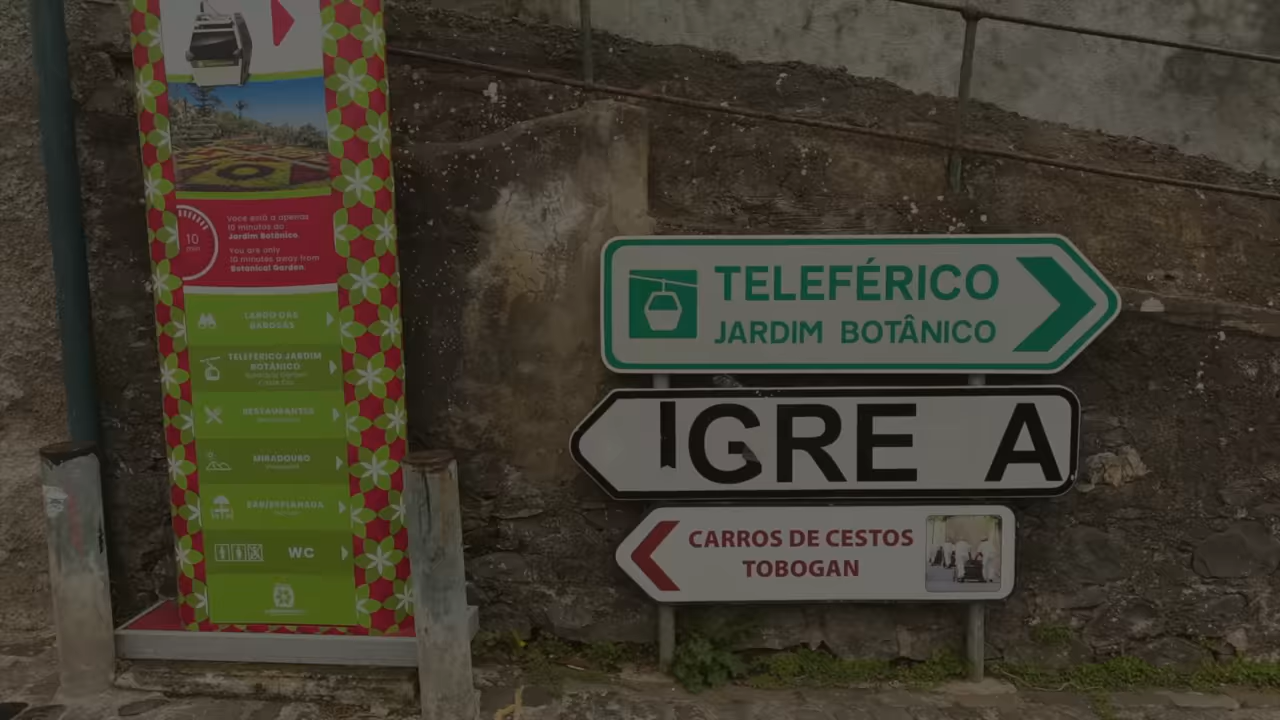 10
min
Você está a apenas
10 minutos do
Jardim Botânico.
You are only
10 minutes away from
Botanical Garden.
LARGO DAS
BABOSAS
TELEFÉRICO JARDIM
BOTÂNICO
RESTAURANTES
MIRADOURO
BAR/ESPLANADA
WC
TELEFÉRICO
JARDIM BOTÂNICO
IGRE A
CARROS DE CESTOS
TOBOGAN